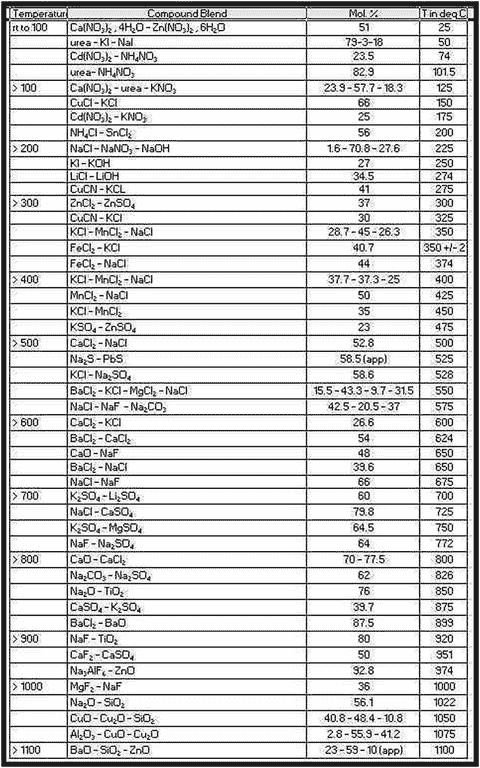 Temperature Compound Blend Mol. % T in deg C
rt to 100 Ca(NO₃)₂, 4H₂O - Zn(NO₃)₂, 6H₂O 51 25
urea - KI - NaI 79-3-18 50
Cd(NO₃)₂ - NH₄NO₃ 23.5 74
urea- NH₄NO₃ 82.9 101.5
> 100 Ca(NO₃)₂ - urea - KNO₃ 23.9 - 57.7 - 18.3 125
CuCl - KCl 66 150
Cd(NO₃)₂ - KNO₃ 25 175
NH₄Cl - SnCl₂ 56 200
> 200 NaCl - NaNO₃ - NaOH 1.6 - 70.8 - 27.6 225
KI - KOH 27 250
LiCl - LiOH 34.5 274
CuCN - KCL 41 275
> 300 ZnCl₂ - ZnSO₄ 37 300
CuCN - KCl 30 325
KCl - MnCl₂ - NaCl 28.7 - 45 - 26.3 350
FeCl₂ - KCl 40.7 350 +/- 2
FeCl₂ - NaCl 44 374
> 400 KCl - MnCl₂ - NaCl 37.7 - 37.3 - 25 400
MnCl₂ - NaCl 50 425
KCl - MnCl₂ 35 450
KSO₄ - ZnSO₄ 23 475
> 500 CaCl₂ - NaCl 52.8 500
Na₂S - PbS 58.5 (app) 525
KCl - Na₂SO₄ 58.6 528
BaCl₂ - KCl - MgCl₂ - NaCl 15.5 - 43.3 - 9.7 - 31.5 550
NaCl - NaF - Na₂CO₃ 42.5 - 20.5 - 37 575
> 600 CaCl₂ - KCl 26.6 600
BaCl₂ - CaCl₂ 54 624
CaO - NaF 48 650
BaCl₂ - NaCl 39.6 650
NaCl - NaF 66 675
> 700 K₂SO₄ - Li₂SO₄ 60 700
NaCl - CaSO₄ 79.8 725
K₂SO₄ - MgSO₄ 64.5 750
NaF - Na₂SO₄ 64 772
> 800 CaO - CaCl₂ 70 - 77.5 800
Na₂CO₃ - Na₂SO₄ 62 826
Na₂O - TiO₂ 76 850
CaSO₄ - K₂SO₄ 39.7 875
BaCl₂ - BaO 87.5 899
> 900 NaF - TiO₂ 80 920
CaF₂ - CaSO₄ 50 951
Na₃AlF₆ - ZnO 92.8 974
> 1000 MgF₂ - NaF 36 1000
Na₂O - SiO₂ 56.1 1022
CuO - Cu₂O - SiO₂ 40.8 - 48.4 - 10.8 1050
Al₂O₃ - CuO - Cu₂O 2.8 - 55.9 - 41.2 1075
> 1100 BaO - SiO₂ - ZnO 23 - 59 - 10 (app) 1100